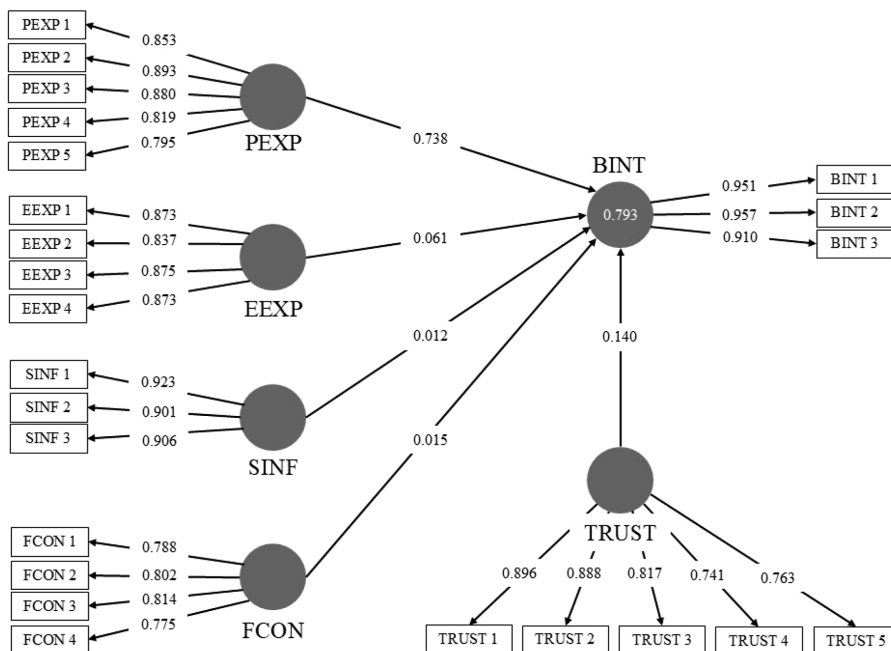 PEXP 1
PEXP 2
PEXP 3
PEXP 4
PEXP 5
0.853
0.893
0.880
0.819
0.795
PEXP
0.738
BINT
0.793
0.951
0.957
0.910
BINT 1
BINT 2
BINT 3
EEXP 1
EEXP 2
EEXP 3
EEXP 4
0.873
0.837
0.875
0.873
EEXP
0.061
SINF 1
SINF 2
SINF 3
0.923
0.901
0.906
SINF
0.012
0.140
FCON 1
FCON 2
FCON 3
FCON 4
0.788
0.802
0.814
0.775
FCON
0.015
TRUST
0.896
0.888
0.817
0.741
0.763
TRUST 1
TRUST 2
TRUST 3
TRUST 4
TRUST 5